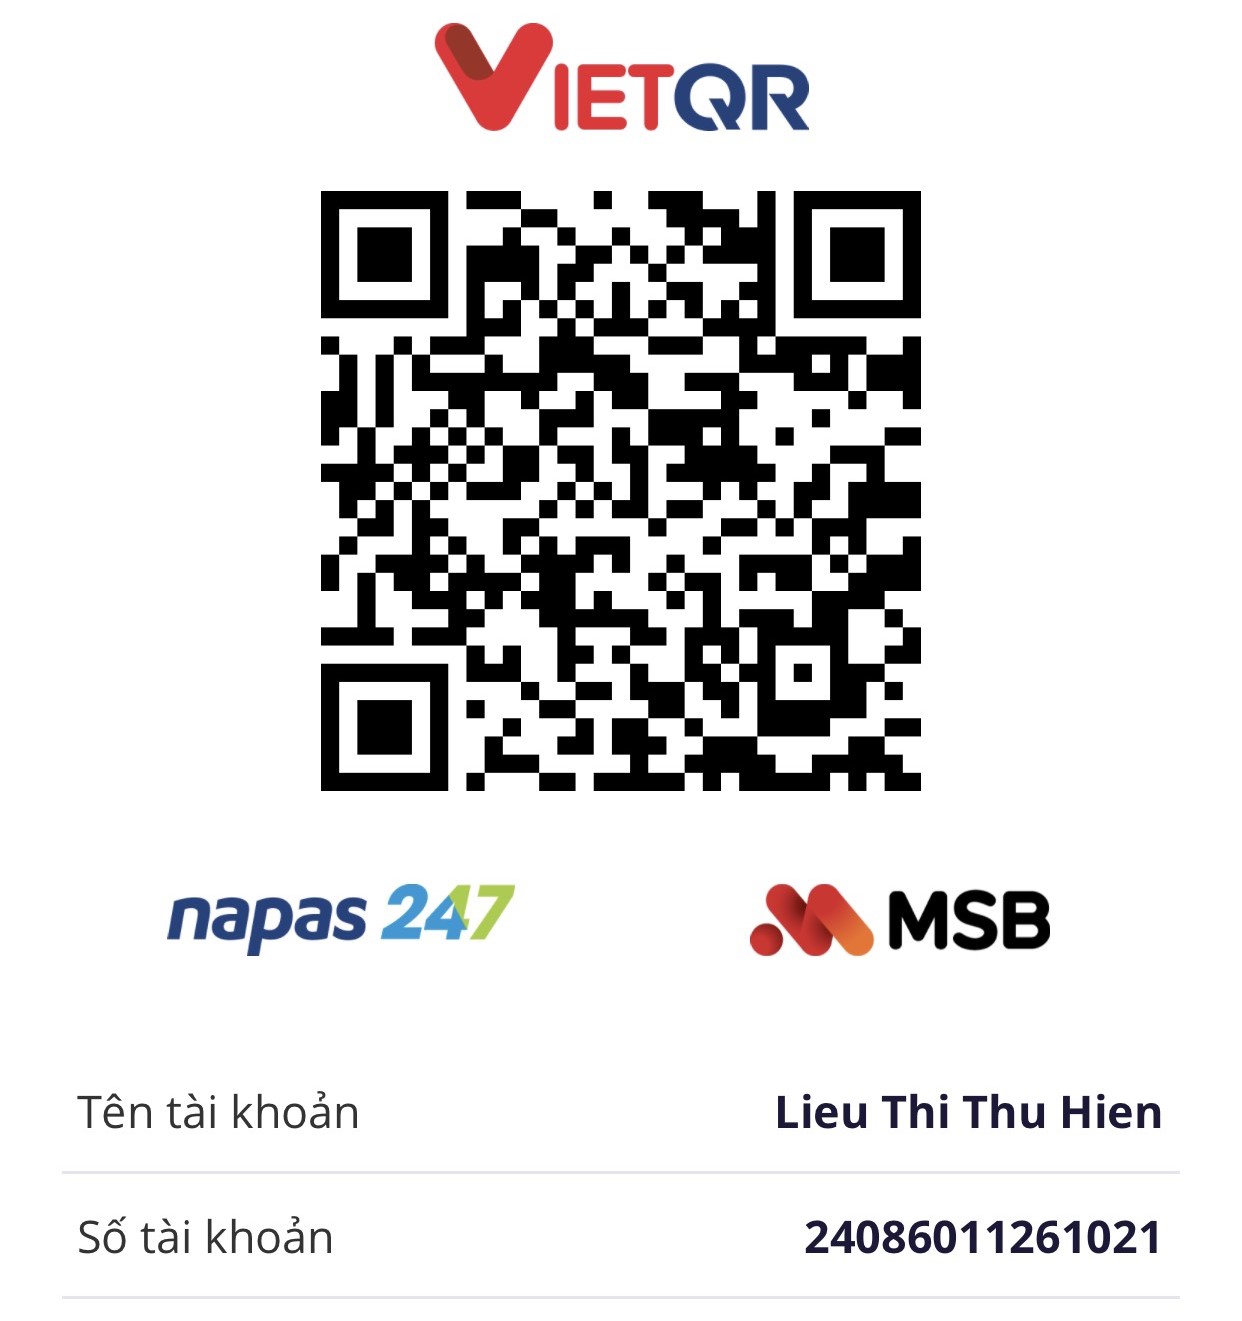 VIETQR
napas 247
MSB
Tên tài khoản Lieu Thi Thu Hien
Số tài khoản 24086011261021